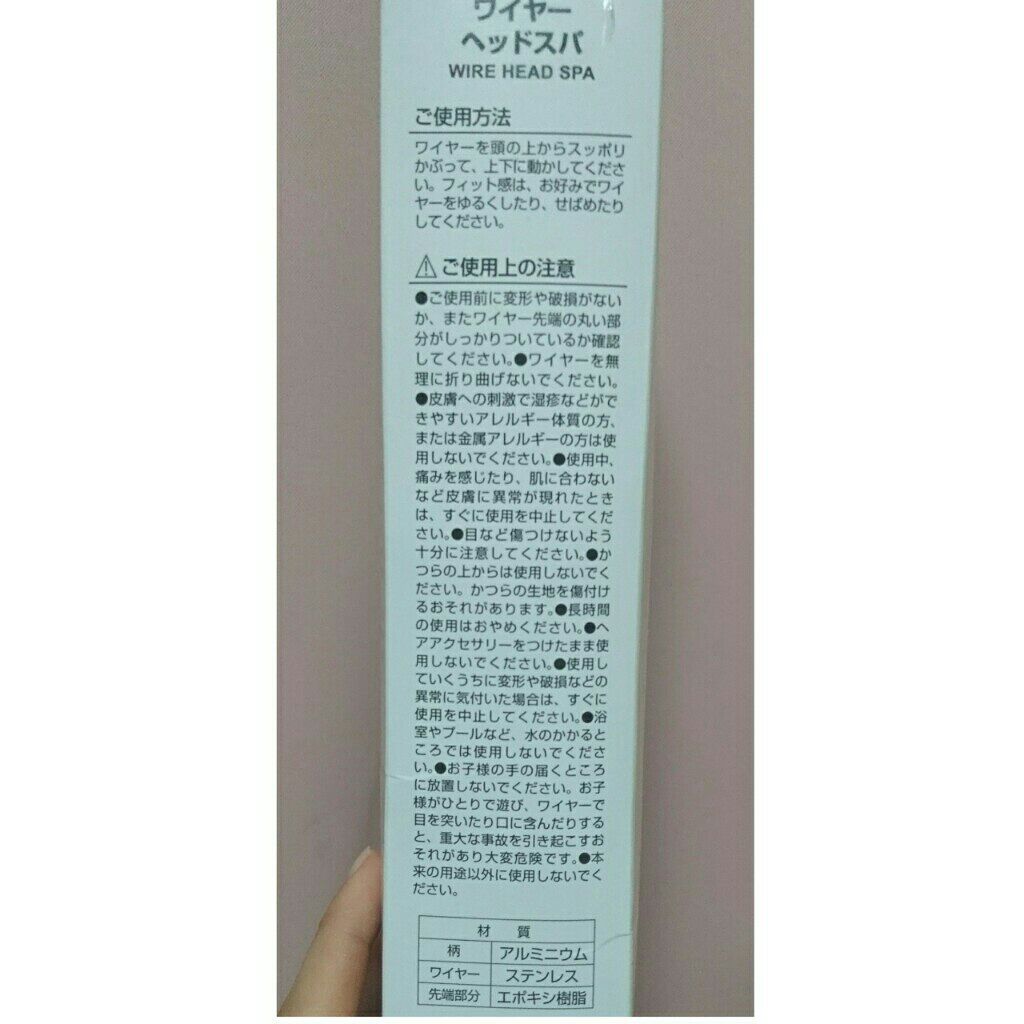 ワイヤー
ヘッドスパ
WIRE HEAD SPA
ご使用方法
ワイヤーを頭の上からスッポリ
かぶって、上下に動かしてくださ
い。フィット感は、お好みでワイ
ヤーをゆるくしたり、せばめたり
してください。
⚠ご使用上の注意
●ご使用前に変形や破損がない
か、またワイヤー先端の丸い部
分がしっかりついているか確認
してください。●ワイヤーを無
理に折り曲げないでください。
●皮膚への刺激で湿疹などがで
きやすいアレルギー体質の方、
または金属アレルギーの方は使
用しないでください。●使用中、
痛みを感じたり、肌に合わない
など皮膚に異常が現れたとき
は、すぐに使用を中止してくだ
さい。●目など傷つけないよう
十分に注意してください。●か
つらの上からは使用しないでく
ださい。かつらの生地を傷付け
るおそれがあります。●長時間
の使用はおやめください。●ヘ
アアクセサリーをつけたまま使
用しないでください。●使用し
ていくうちに変形や破損などの
異常に気付いた場合は、すぐに
使用を中止してください。●浴
室やプールなど、水のかかると
ころでは使用しないでくださ
い。●お子様の手の届くところ
に放置しないでください。お子
様がひとりで遊び、ワイヤーで
目を突いたり口に含んだりする
と、重大な事故を引き起こすお
それがあり大変危険です。●本
来の用途以外に使用しないでく
ださい。
材 質
柄 アルミニウム
ワイヤー ステンレス
先端部分 エポキシ樹脂